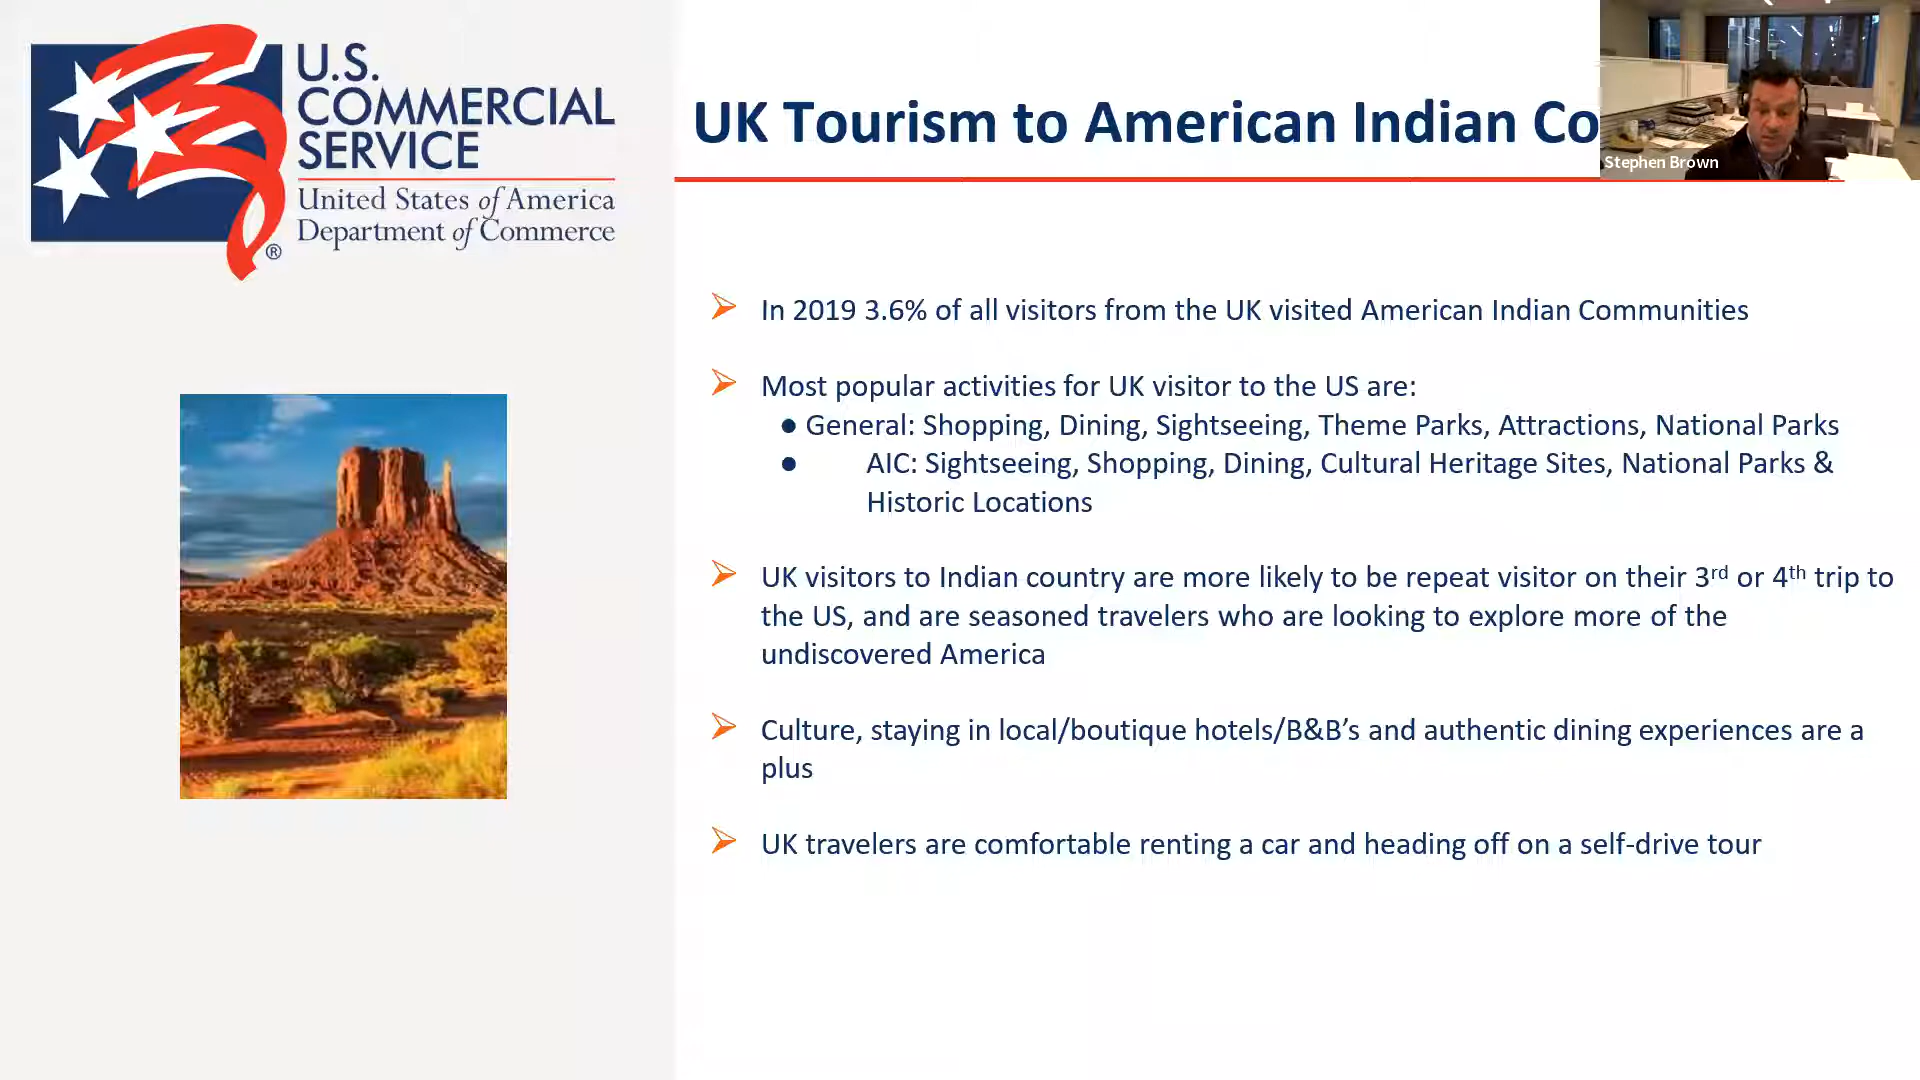 U.S.
COMMERCIAL
SERVICE
United States of America
Department of Commerce
®
UK Tourism to American Indian Co
Stephen Brown
In 2019 3.6% of all visitors from the UK visited American Indian Communities
Most popular activities for UK visitor to the US are:
● General: Shopping, Dining, Sightseeing, Theme Parks, Attractions, National Parks
● AIC: Sightseeing, Shopping, Dining, Cultural Heritage Sites, National Parks &
Historic Locations
UK visitors to Indian country are more likely to be repeat visitor on their 3rd or 4th trip to
the US, and are seasoned travelers who are looking to explore more of the
undiscovered America
Culture, staying in local/boutique hotels/B&B’s and authentic dining experiences are a
plus
UK travelers are comfortable renting a car and heading off on a self-drive tour